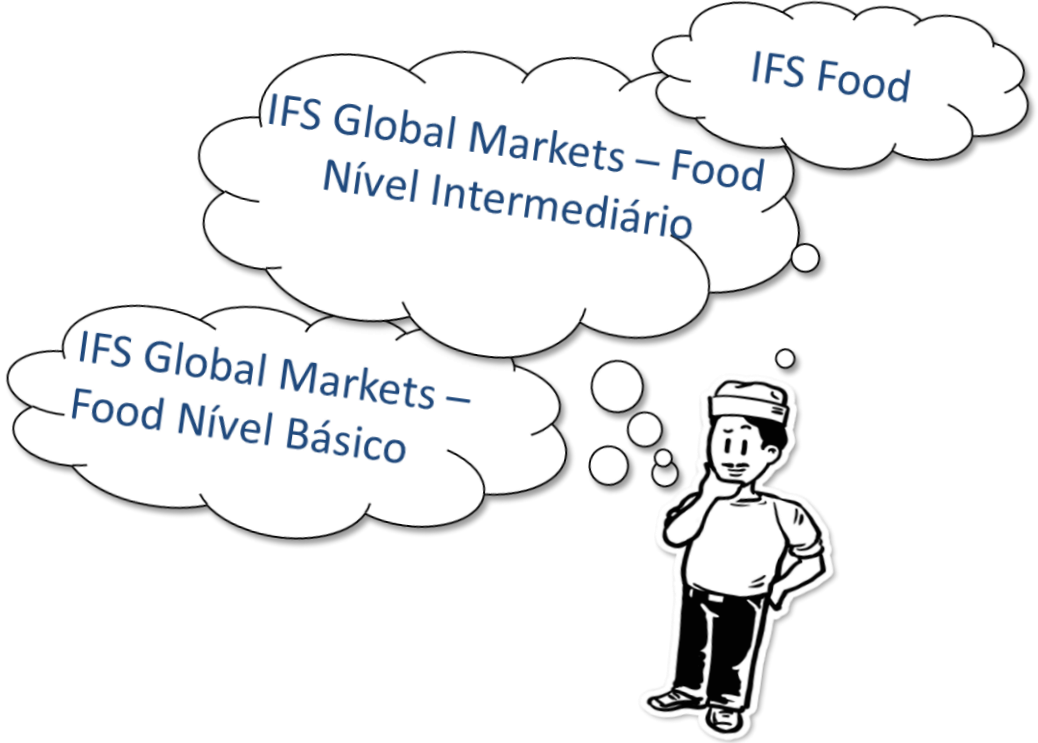 IFS Food
IFS Global Markets – Food
Nível Intermediário
IFS Global Markets –
Food Nível Básico